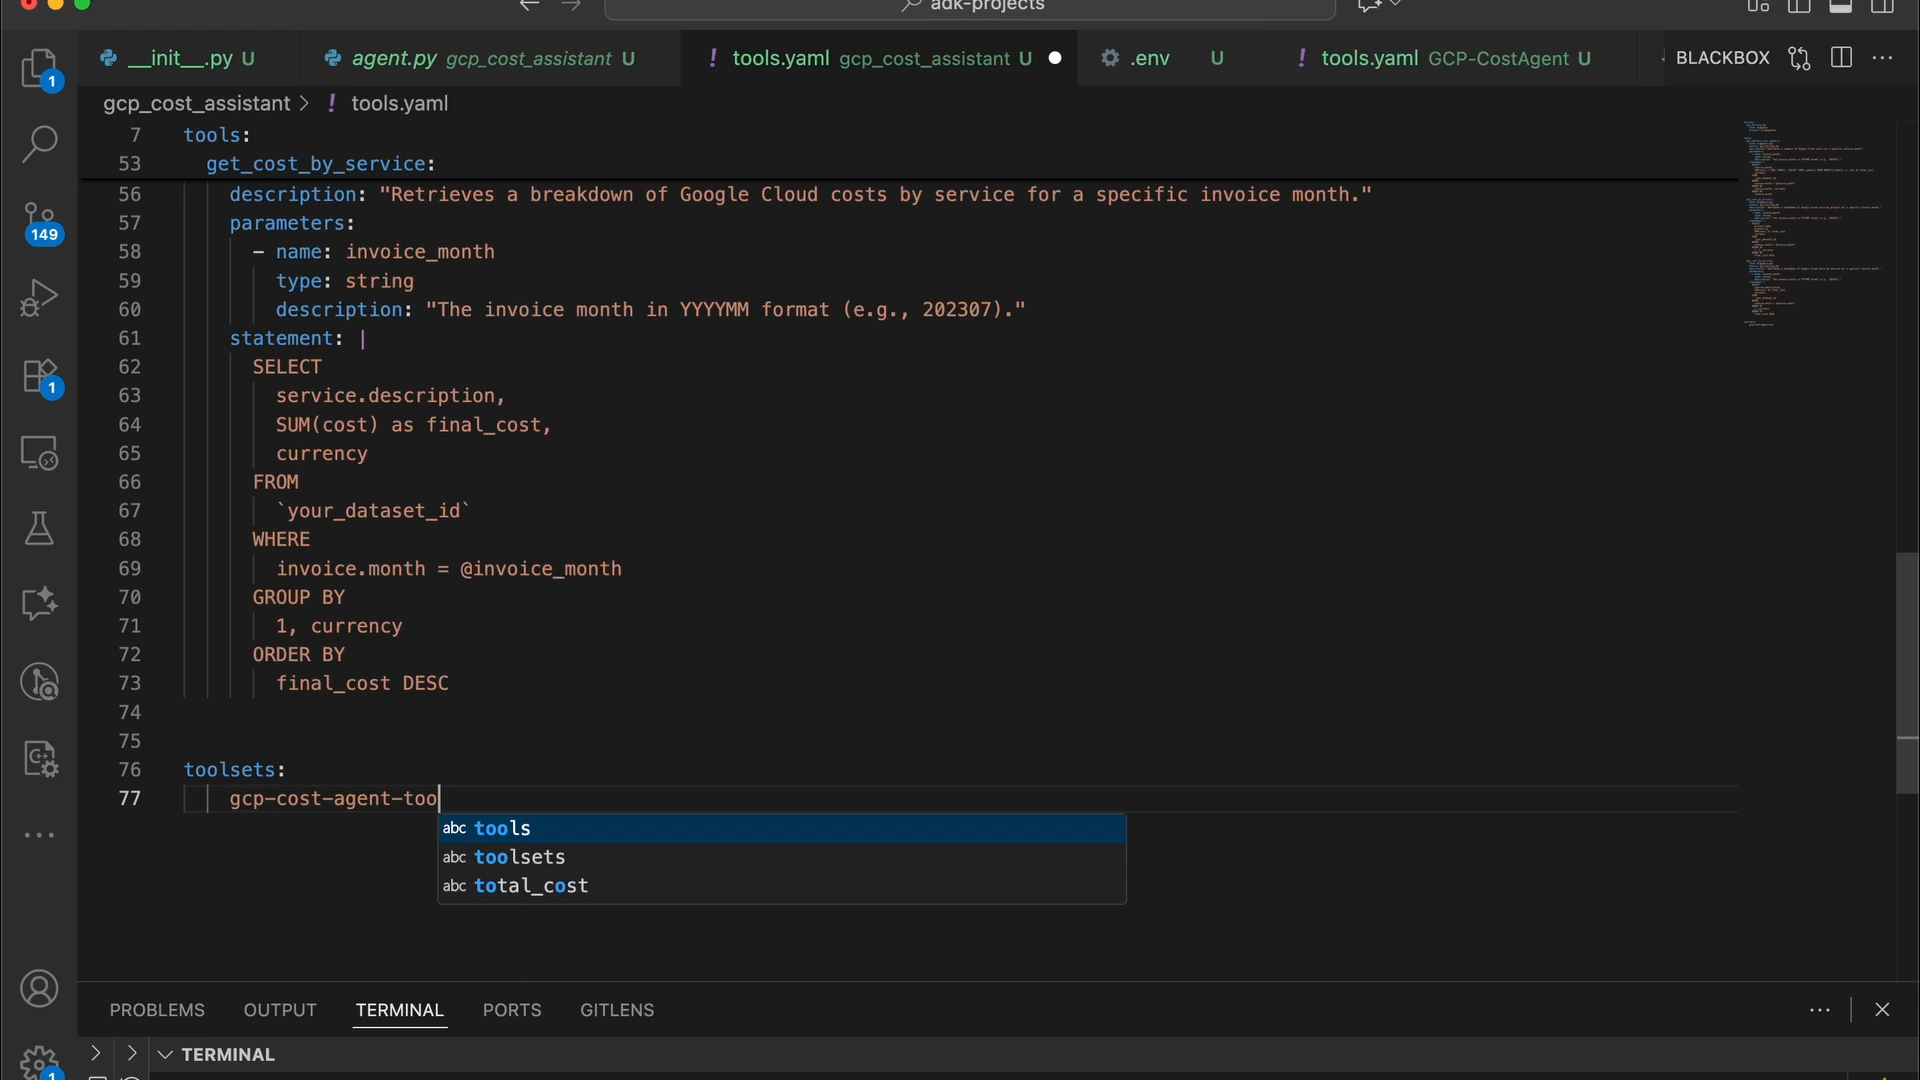 adk-projects
__init__.py U
agent.py gcp_cost_assistant U
! tools.yaml gcp_cost_assistant U
.env U
! tools.yaml GCP-CostAgent U
BLACKBOX
gcp_cost_assistant > ! tools.yaml
7 tools:
53 get_cost_by_service:
56 description: "Retrieves a breakdown of Google Cloud costs by service for a specific invoice month."
57 parameters:
58 - name: invoice_month
59 type: string
60 description: "The invoice month in YYYYMM format (e.g., 202307)."
61 statement: |
62 SELECT
63 service.description,
64 SUM(cost) as final_cost,
65 currency
66 FROM
67 `your_dataset_id`
68 WHERE
69 invoice.month = @invoice_month
70 GROUP BY
71 1, currency
72 ORDER BY
73 final_cost DESC
74
75
76 toolsets:
77 gcp-cost-agent-too
abc tools
abc toolsets
abc total_cost
1
149
1
1
PROBLEMS OUTPUT TERMINAL PORTS GITLENS
TERMINAL